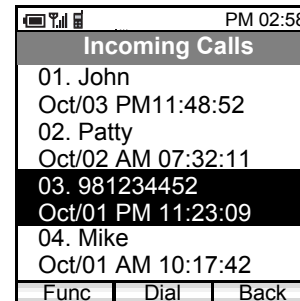 PM 02:58
Incoming Calls
01. John
Oct/03 PM11:48:52
02. Patty
Oct/02 AM 07:32:11
03. 981234452
Oct/01 PM 11:23:09
04. Mike
Oct/01 AM 10:17:42
Func Dial Back